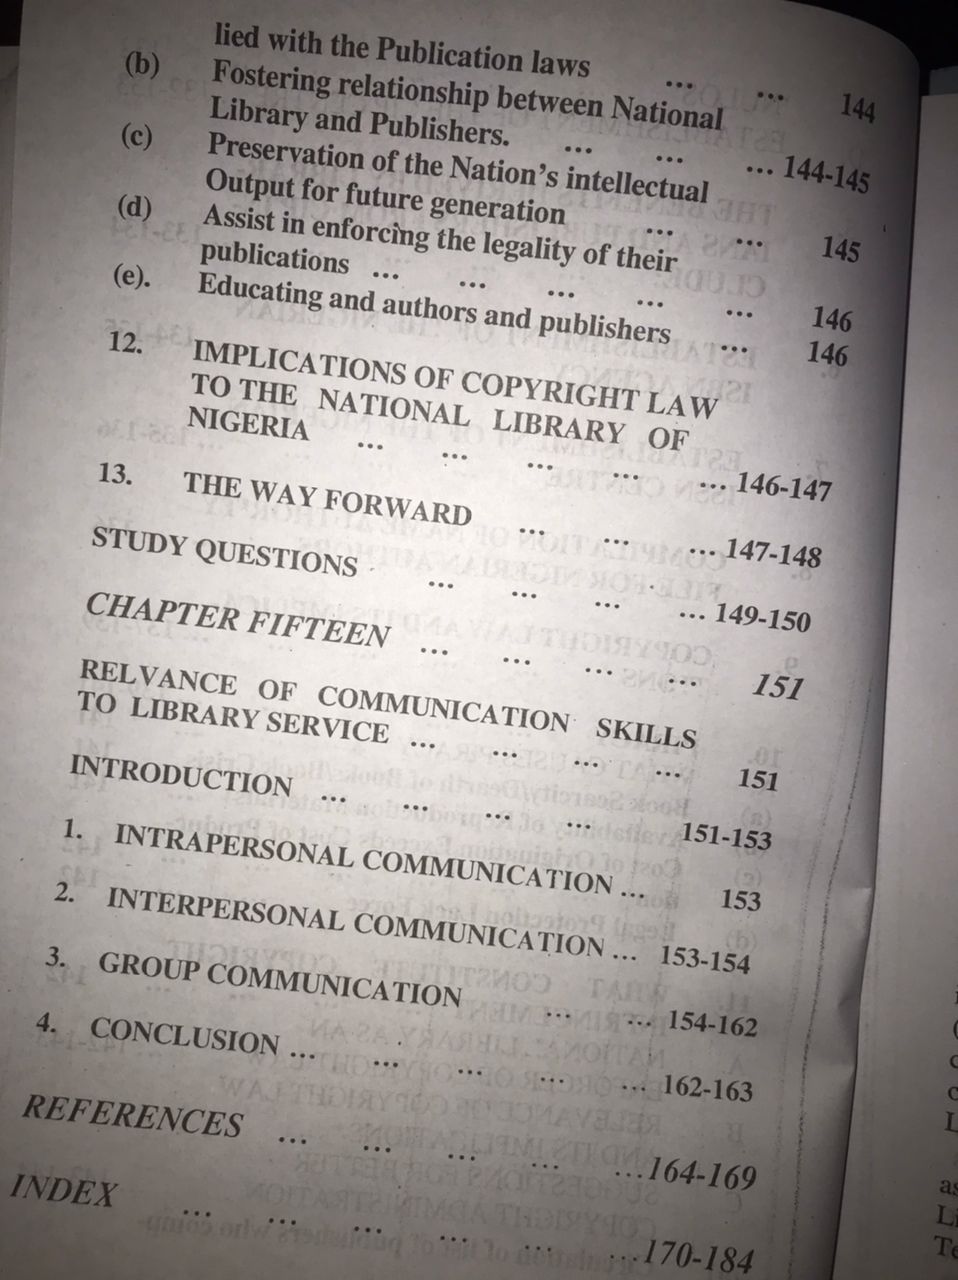 lied with the Publication laws ... ... 144
(b) Fostering relationship between National
Library and Publishers. ... ... ... 144-145
(c) Preservation of the Nation's intellectual
Output for future generation ... ... 145
(d) Assist in enforcing the legality of their
publications ... ... ... ... ... 146
(e). Educating and authors and publishers ... 146
12. IMPLICATIONS OF COPYRIGHT LAW
TO THE NATIONAL LIBRARY OF
NIGERIA ... ... ... ... ... 146-147
13. THE WAY FORWARD ... ... ... 147-148
STUDY QUESTIONS ... ... ... ... 149-150
CHAPTER FIFTEEN ... ... ... ... 151
RELVANCE OF COMMUNICATION SKILLS
TO LIBRARY SERVICE ... ... ... ... 151
INTRODUCTION ... ... ... ... 151-153
1. INTRAPERSONAL COMMUNICATION ... 153
2. INTERPERSONAL COMMUNICATION ... 153-154
3. GROUP COMMUNICATION ... ... 154-162
4. CONCLUSION ... ... ... ... ... 162-163
REFERENCES ... ... ... ... ... 164-169
INDEX ... ... ... ... ... ... 170-184